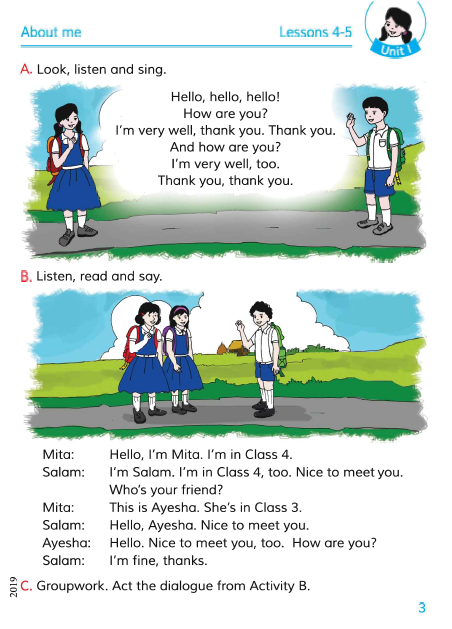 About me
Lessons 4-5
Unit 1
A. Look, listen and sing.
Hello, hello, hello!
How are you?
I'm very well, thank you. Thank you.
And how are you?
I'm very well, too.
Thank you, thank you.
B. Listen, read and say.
Mita: Hello, I'm Mita. I'm in Class 4.
Salam: I'm Salam. I'm in Class 4, too. Nice to meet you.
Who's your friend?
Mita: This is Ayesha. She's in Class 3.
Salam: Hello, Ayesha. Nice to meet you.
Ayesha: Hello. Nice to meet you, too. How are you?
Salam: I'm fine, thanks.
2019
C. Groupwork. Act the dialogue from Activity B.
3